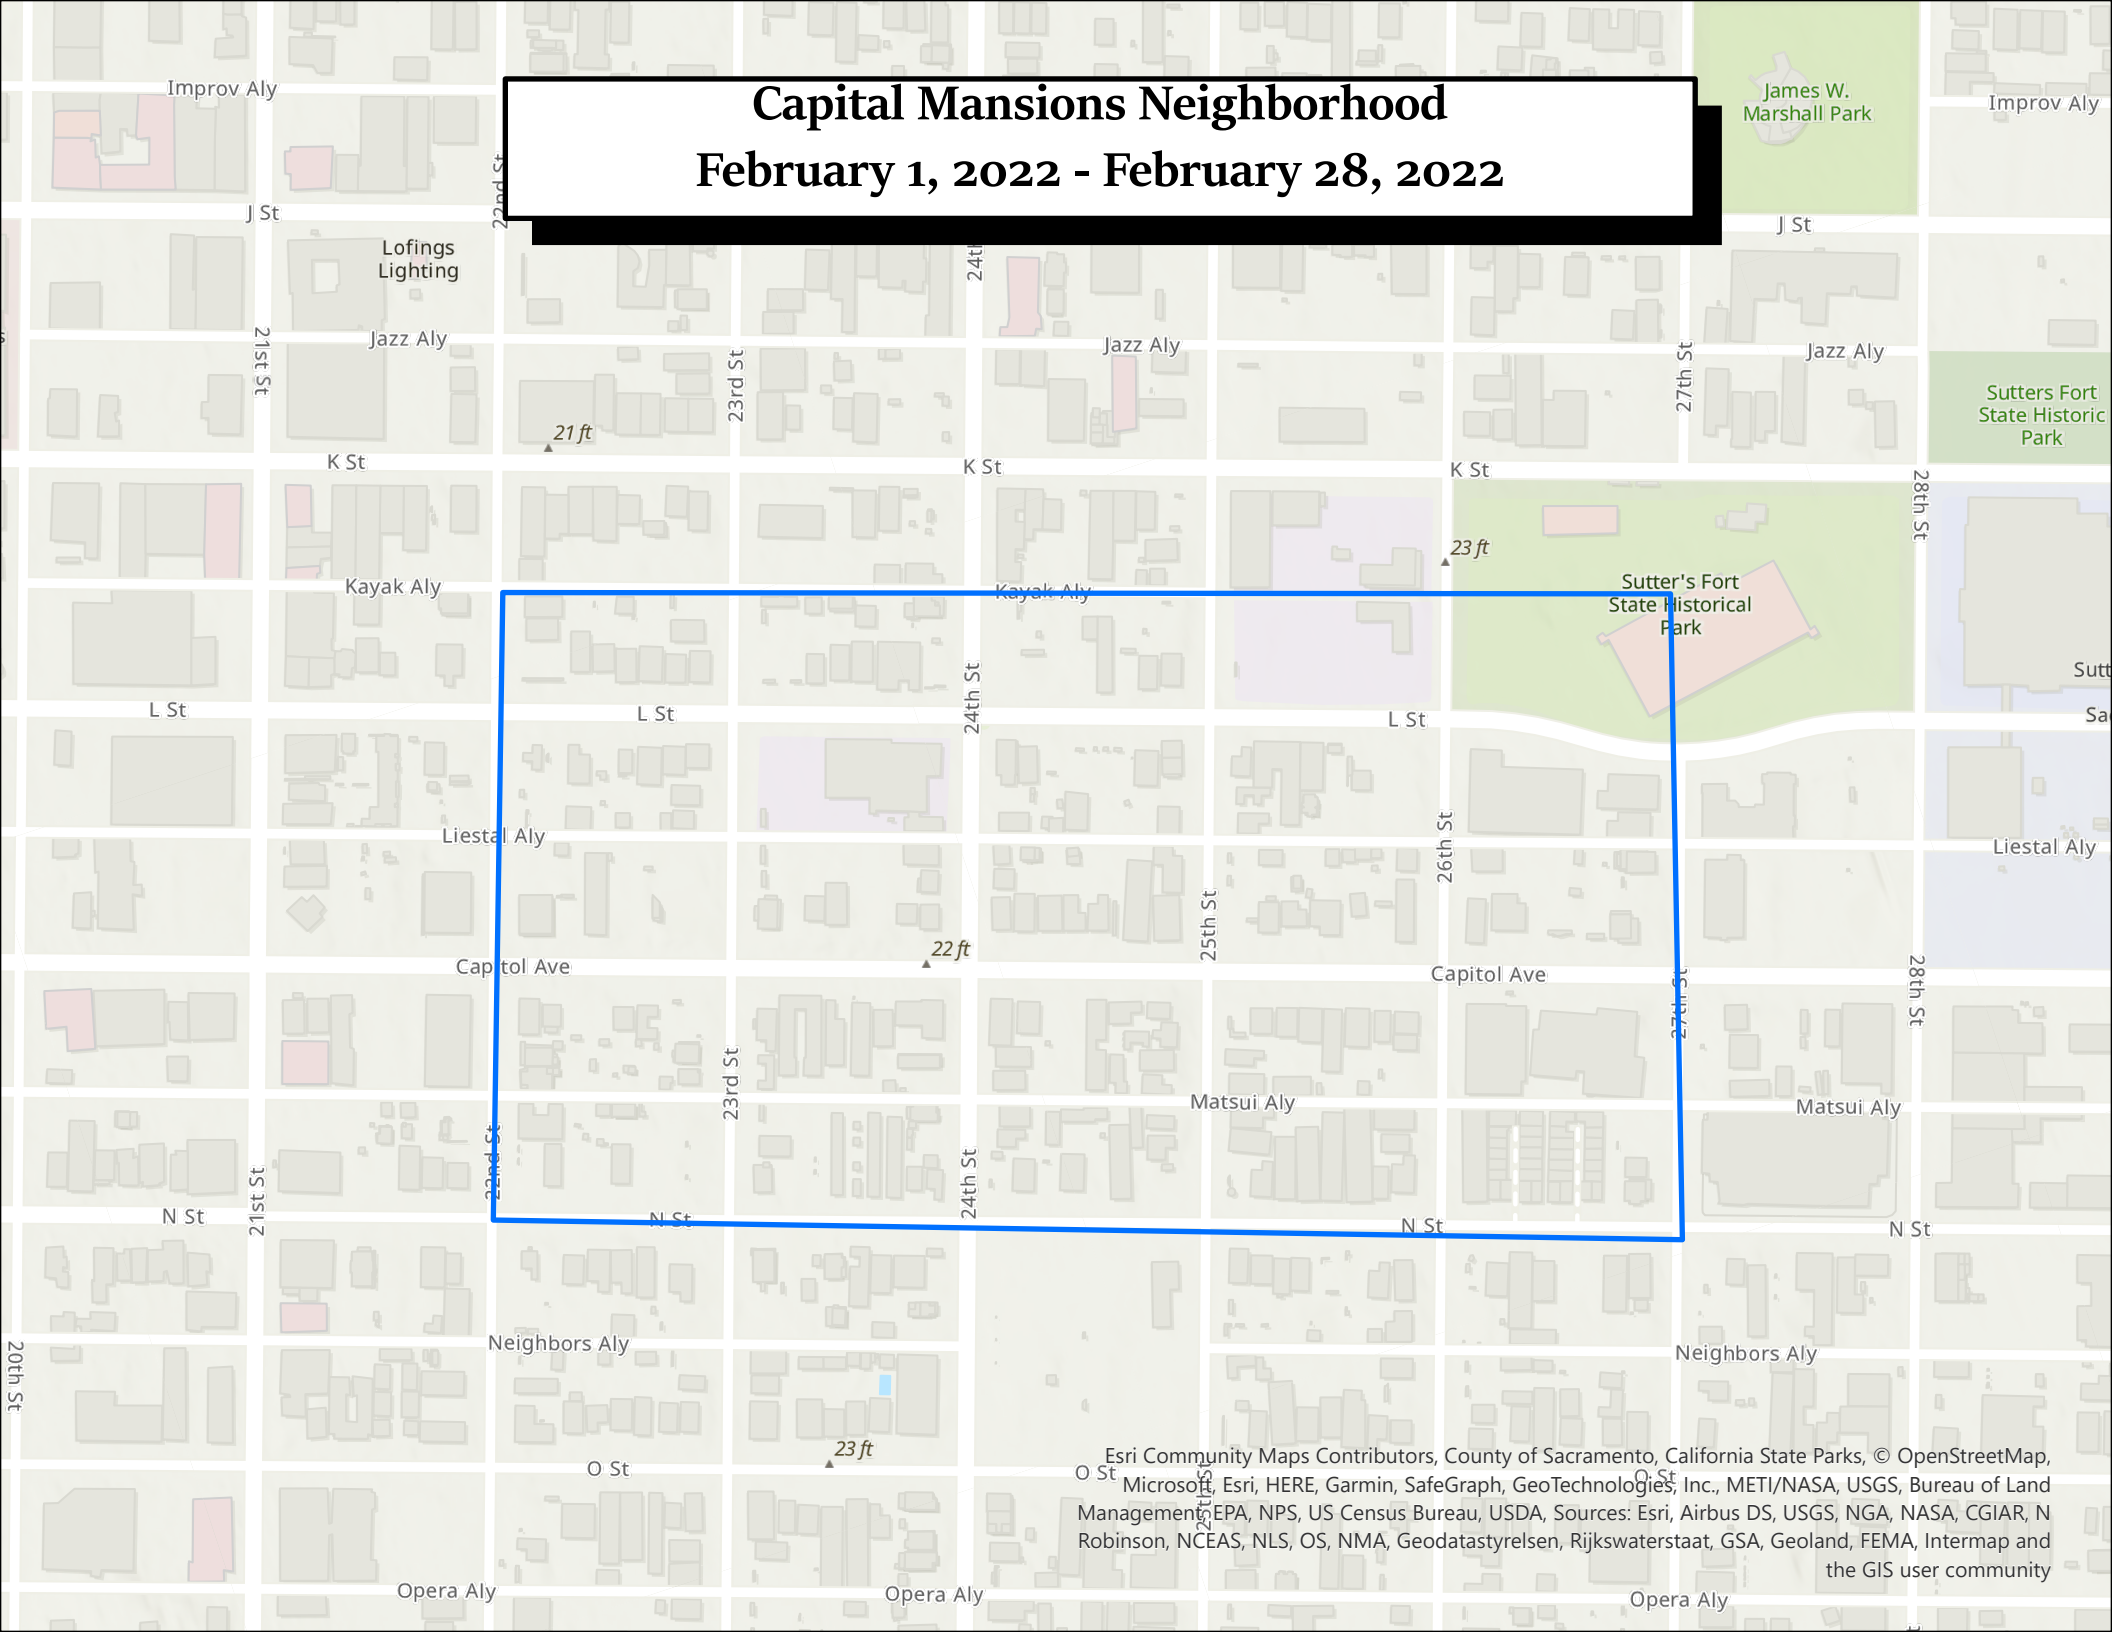 Capital Mansions Neighborhood
February 1, 2022 - February 28, 2022
Improv Aly
James W.
Marshall Park
Improv Aly
22nd St
J St
J St
Lofings
Lighting
21st St
Jazz Aly
23rd St
Jazz Aly
27th St
Jazz Aly
Sutters Fort
State Historic
Park
21 ft
K St
K St
K St
28th St
23 ft
Kayak Aly
Kayak Aly
Sutter's Fort
State Historical
Park
L St
L St
24th St
L St
Liestal Aly
26th St
Liestal Aly
25th St
22 ft
Capitol Ave
Capitol Ave
27th St
28th St
23rd St
Matsui Aly
Matsui Aly
22nd St
24th St
21st St
N St
N St
N St
N St
Neighbors Aly
Neighbors Aly
20th St
23 ft
O St
O St
O St
25th St
Esri Community Maps Contributors, County of Sacramento, California State Parks, © OpenStreetMap,
Microsoft, Esri, HERE, Garmin, SafeGraph, GeoTechnologies, Inc., METI/NASA, USGS, Bureau of Land
Management, EPA, NPS, US Census Bureau, USDA, Sources: Esri, Airbus DS, USGS, NGA, NASA, CGIAR, N
Robinson, NCEAS, NLS, OS, NMA, Geodatastyrelsen, Rijkswaterstaat, GSA, Geoland, FEMA, Intermap and
the GIS user community
Opera Aly
Opera Aly
Opera Aly